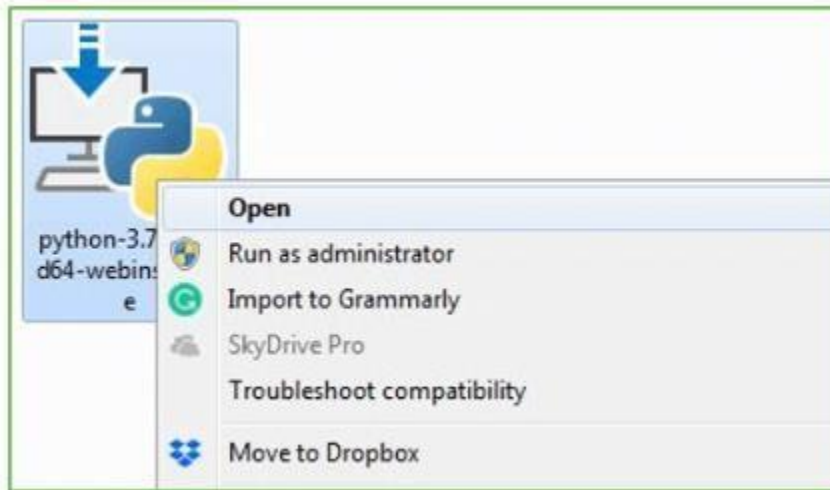 python-3.7
d64-webins
e
Open
Run as administrator
Import to Grammarly
SkyDrive Pro
Troubleshoot compatibility
Move to Dropbox